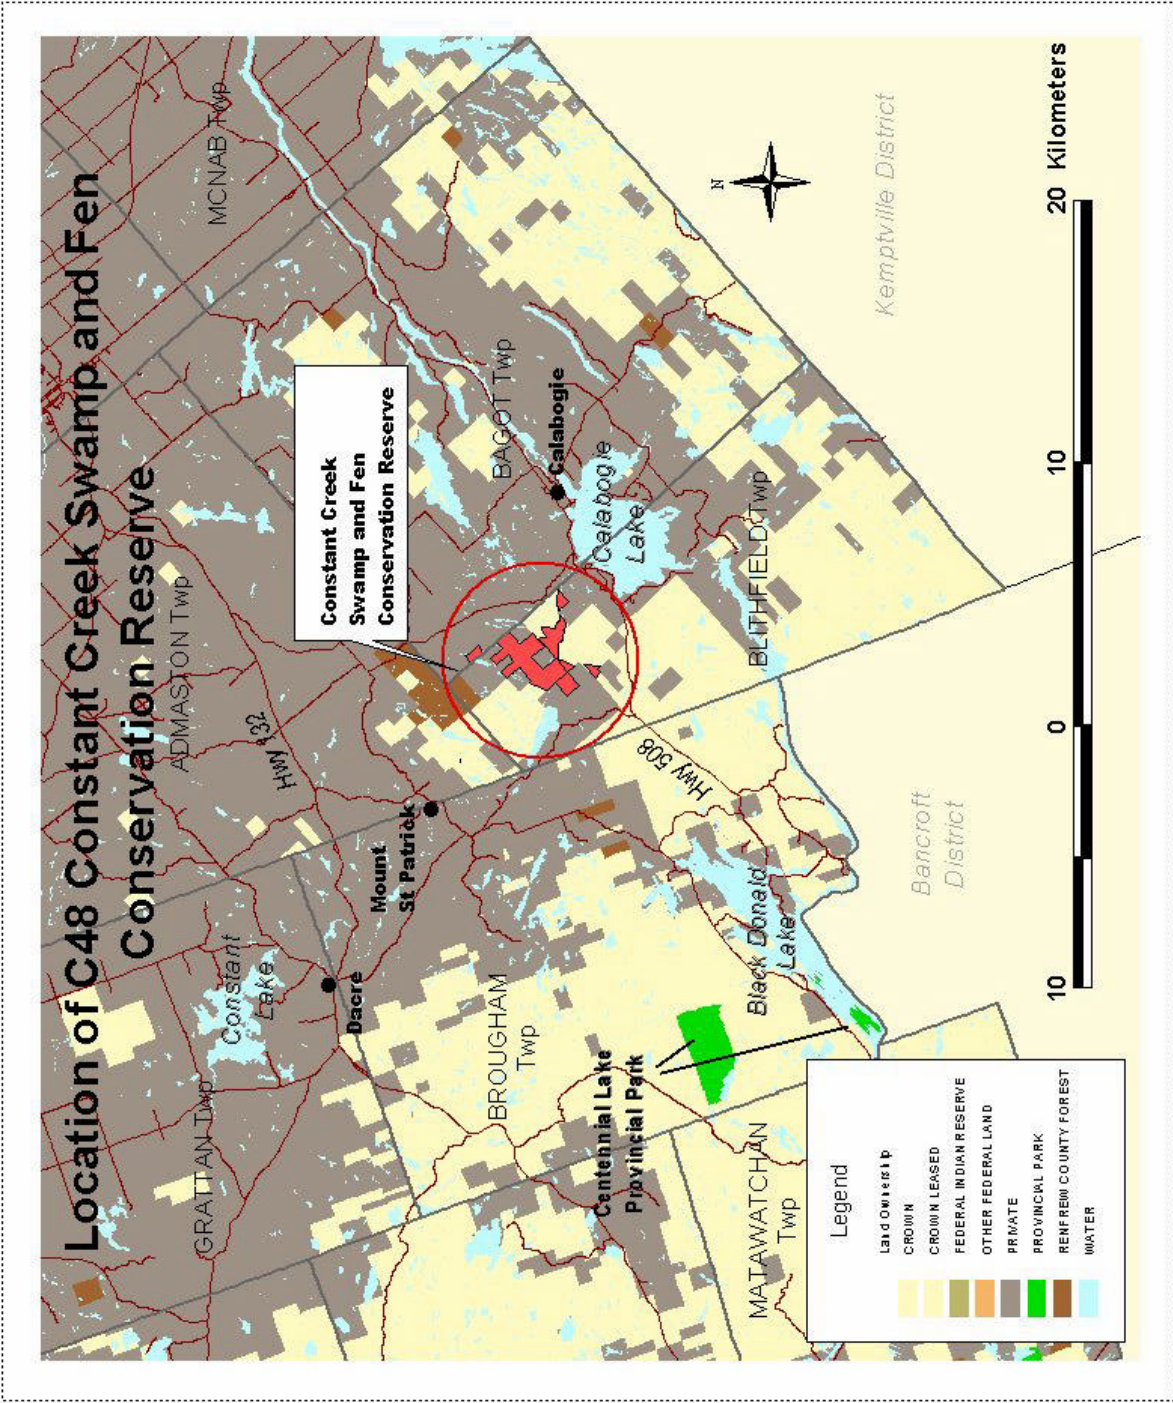 Location of C48 Constant Creek Swamp and Fen
Conservation Reserve
GRATTAN Twp
Constant
Lake
ADMASTON Twp
MCNAB Twp
Hwy 132
Dacre
Mount
St Patrick
Constant Creek
Swamp and Fen
Conservation Reserve
BROUGHAM
Twp
BAGOT Twp
Calabogie
Calabogie
Lake
Centennial Lake
Provincial Park
Hwy 508
BLITHFIELD Twp
Black Donald
Lake
MATAWATCHAN
Twp
N
Kemptville District
Bancroft
District
10 0 10 20 Kilometers
Legend
Land Ownership
CROWN
CROWN LEASED
FEDERAL INDIAN RESERVE
OTHER FEDERAL LAND
PRIVATE
PROVINCIAL PARK
RENFREW COUNTY FOREST
WATER